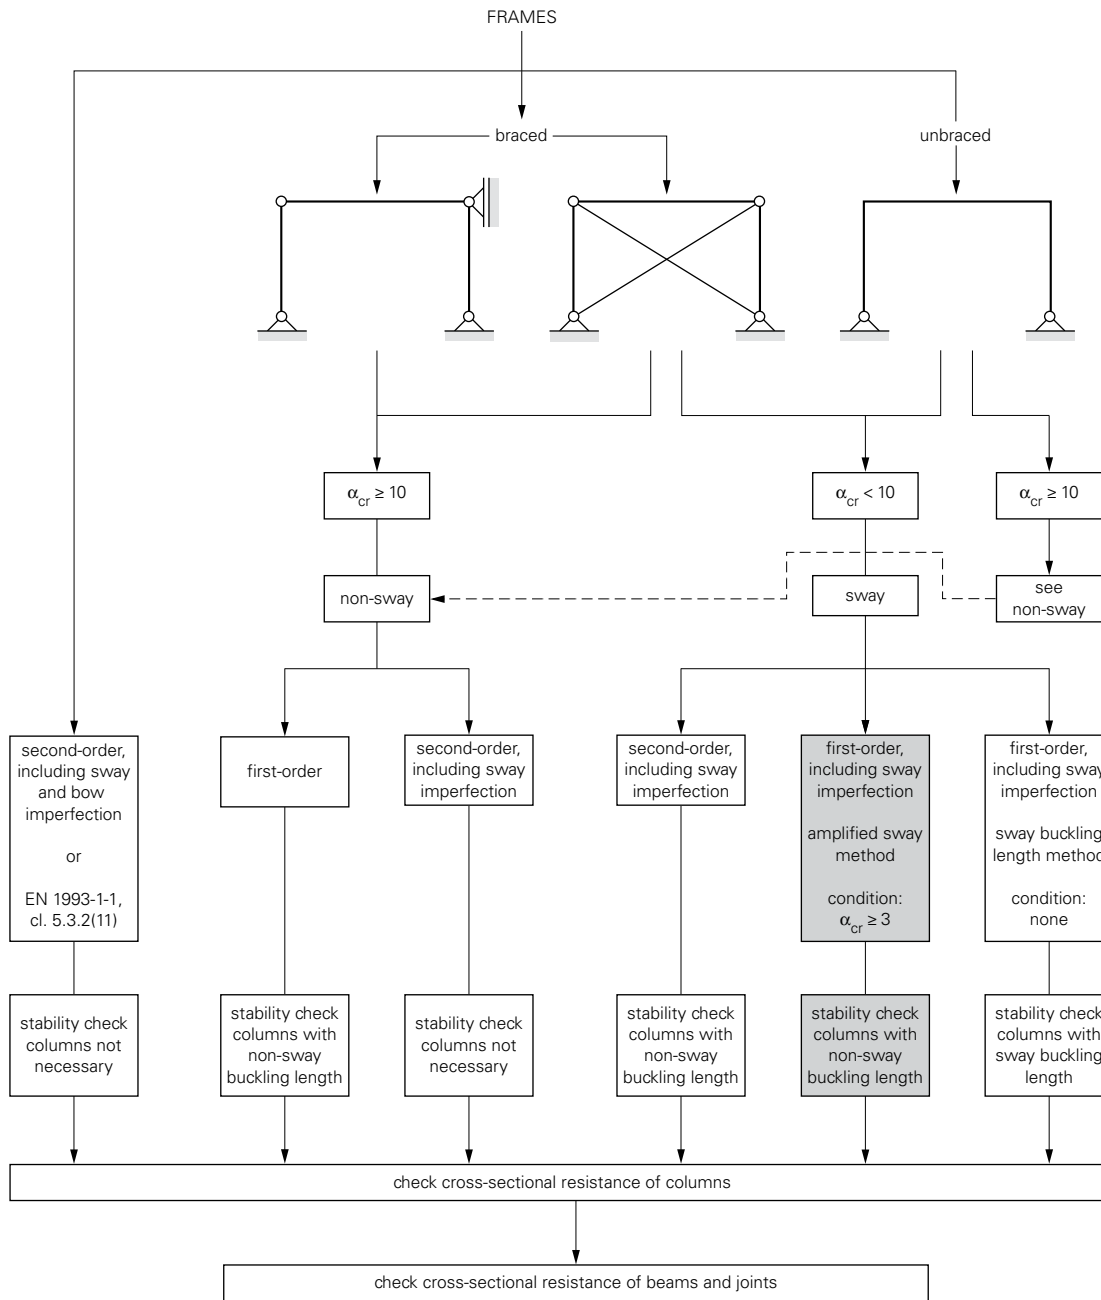 FRAMES
braced
unbraced
α_cr ≥ 10
α_cr < 10
α_cr ≥ 10
non-sway
sway
see
non-sway
second-order,
including sway
and bow
imperfection
or
EN 1993-1-1,
cl. 5.3.2(11)
first-order
second-order,
including sway
imperfection
second-order,
including sway
imperfection
first-order,
including sway
imperfection
amplified sway
method
condition:
α_cr ≥ 3
first-order,
including sway
imperfection
sway buckling
length method
condition:
none
stability check
columns not
necessary
stability check
columns with
non-sway
buckling length
stability check
columns not
necessary
stability check
columns with
non-sway
buckling length
stability check
columns with
non-sway
buckling length
stability check
columns with
sway buckling
length
check cross-sectional resistance of columns
check cross-sectional resistance of beams and joints